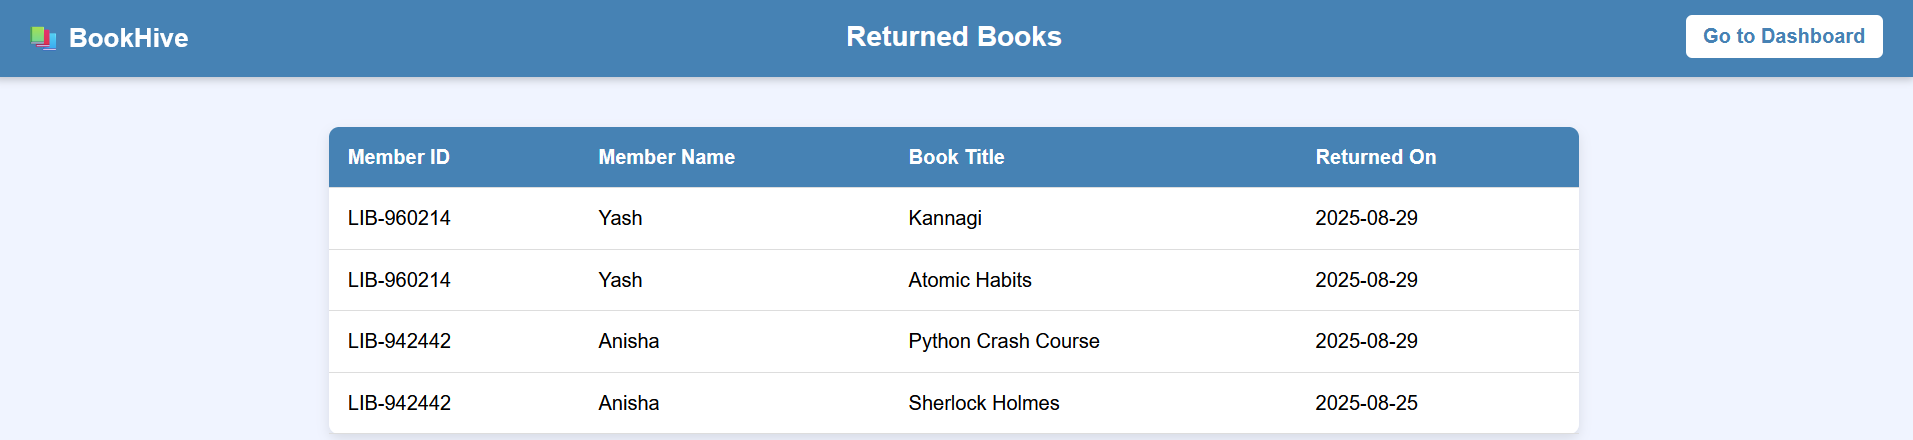 BookHive Returned Books Go to Dashboard
Member ID Member Name Book Title Returned On
LIB-960214 Yash Kannagi 2025-08-29
LIB-960214 Yash Atomic Habits 2025-08-29
LIB-942442 Anisha Python Crash Course 2025-08-29
LIB-942442 Anisha Sherlock Holmes 2025-08-25